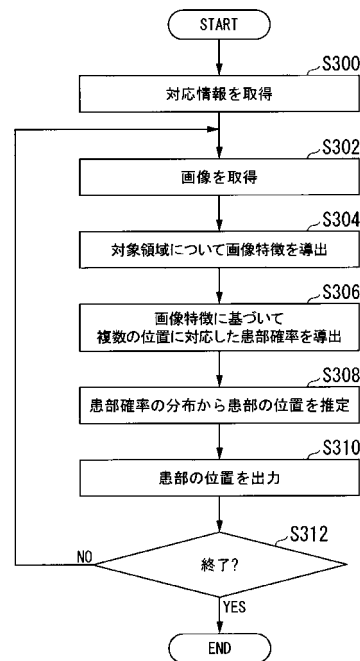 START
S300
対応情報を取得
S302
画像を取得
S304
対象領域について画像特徴を導出
S306
画像特徴に基づいて
複数の位置に対応した患部確率を導出
S308
患部確率の分布から患部の位置を推定
S310
患部の位置を出力
S312
終了?
NO
YES
END